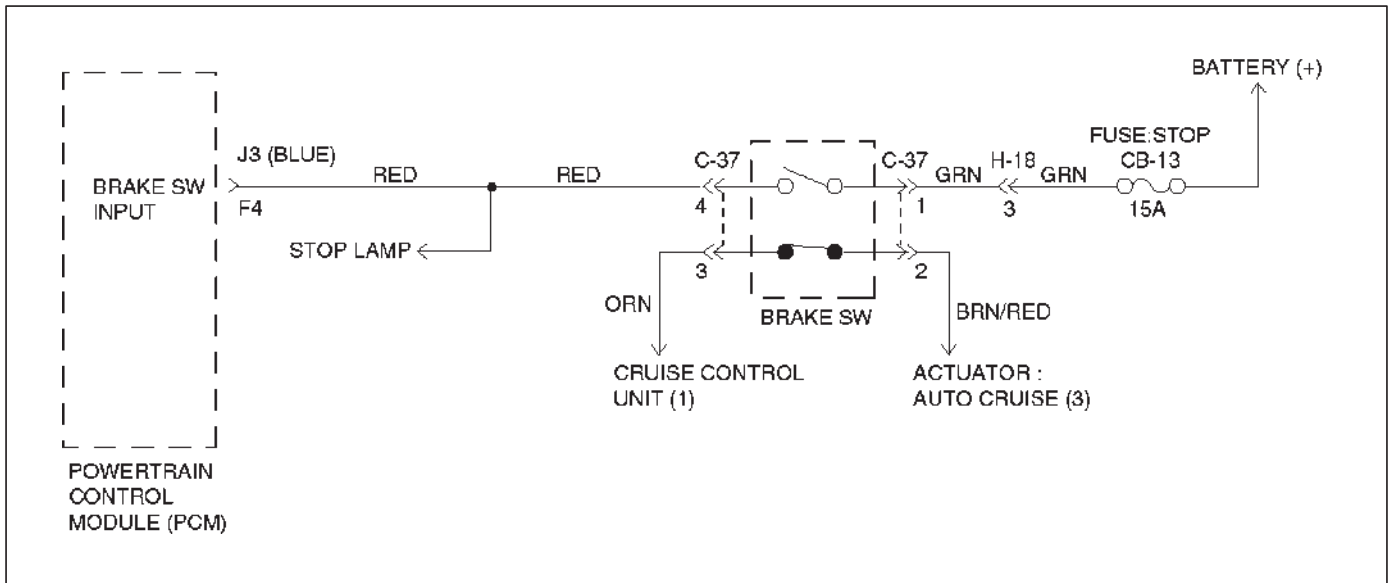 BATTERY (+)
FUSE:STOP
J3 (BLUE)
C-37
C-37
H-18
CB-13
BRAKE SW
INPUT
RED
RED
GRN
GRN
F4
4
1
3
15A
STOP LAMP
3
2
ORN
BRAKE SW
BRN/RED
CRUISE CONTROL
UNIT (1)
ACTUATOR :
AUTO CRUISE (3)
POWERTRAIN
CONTROL
MODULE (PCM)